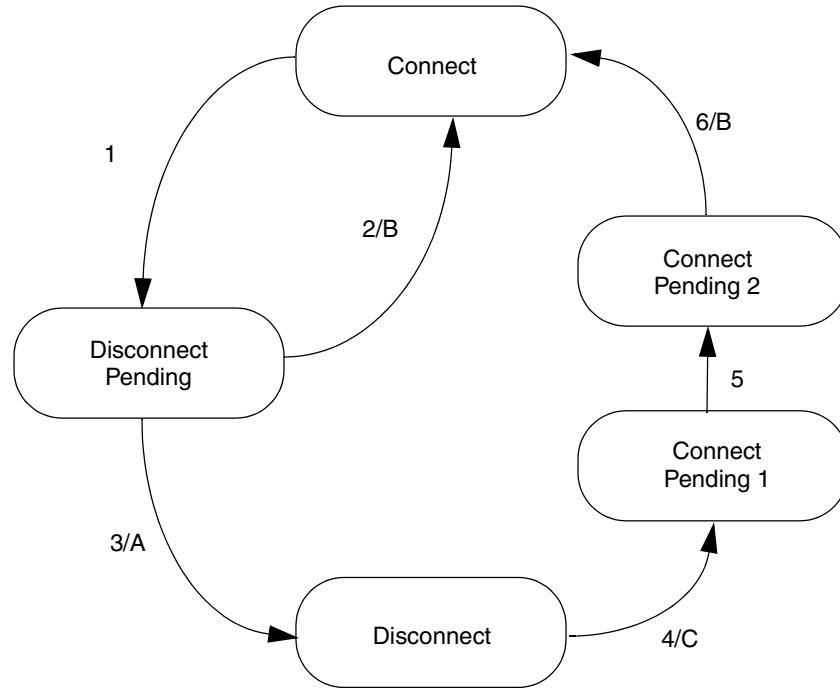 Connect
6/B
1
2/B
Connect
Pending 2
Disconnect
Pending
5
Connect
Pending 1
3/A
Disconnect
4/C